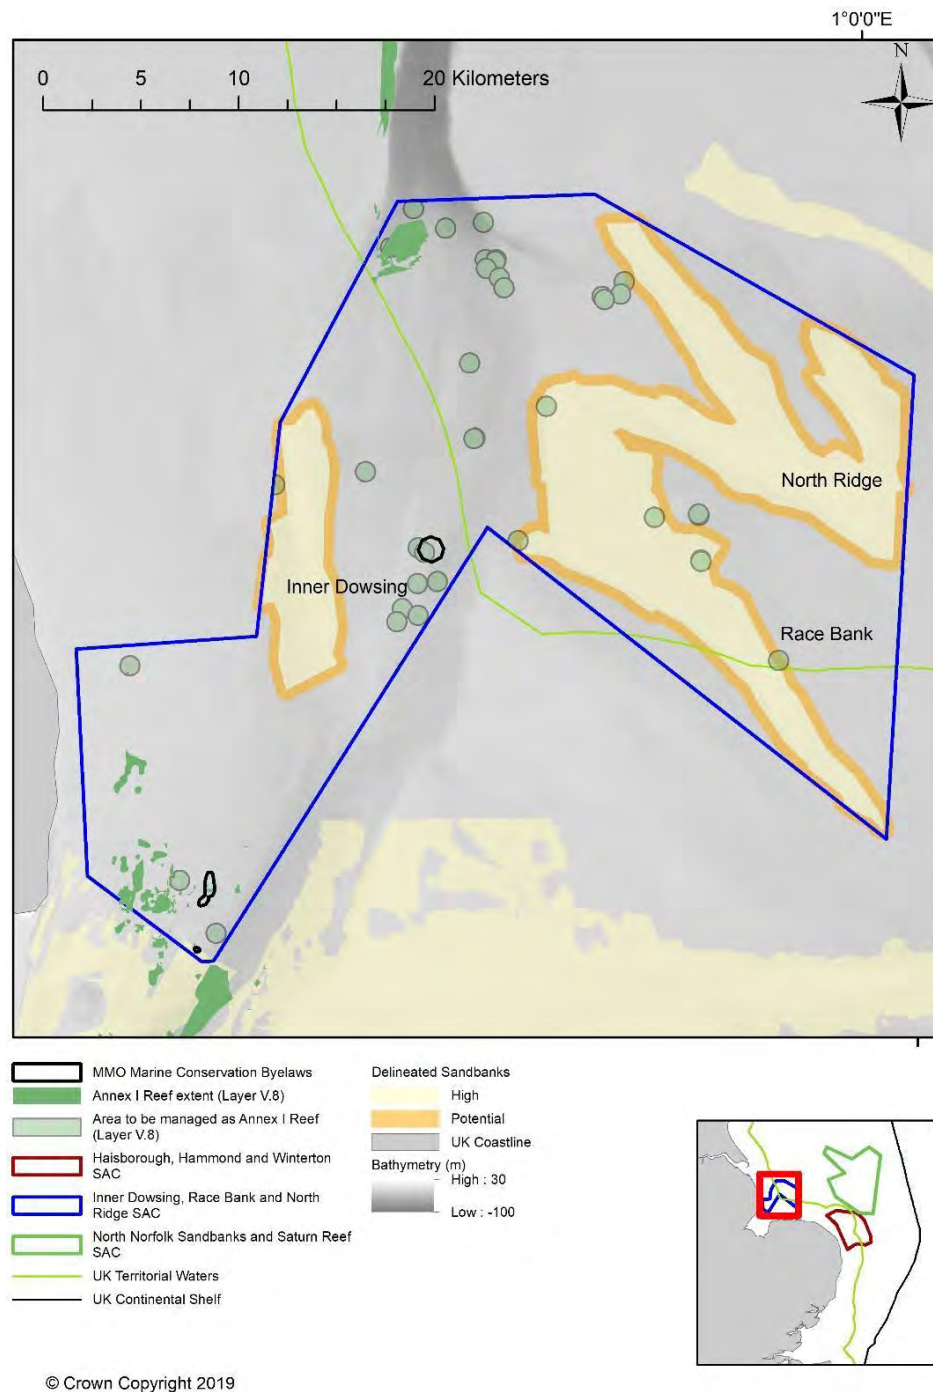 1°0'0"E
N
0 5 10 20 Kilometers
North Ridge
Inner Dowsing
Race Bank
MMO Marine Conservation Byelaws
Annex I Reef extent (Layer V.8)
Area to be managed as Annex I Reef
(Layer V.8)
Haisborough, Hammond and Winterton
SAC
Inner Dowsing, Race Bank and North
Ridge SAC
North Norfolk Sandbanks and Saturn Reef
SAC
UK Territorial Waters
UK Continental Shelf
Delineated Sandbanks
High
Potential
UK Coastline
Bathymetry (m)
High : 30
Low : -100
© Crown Copyright 2019